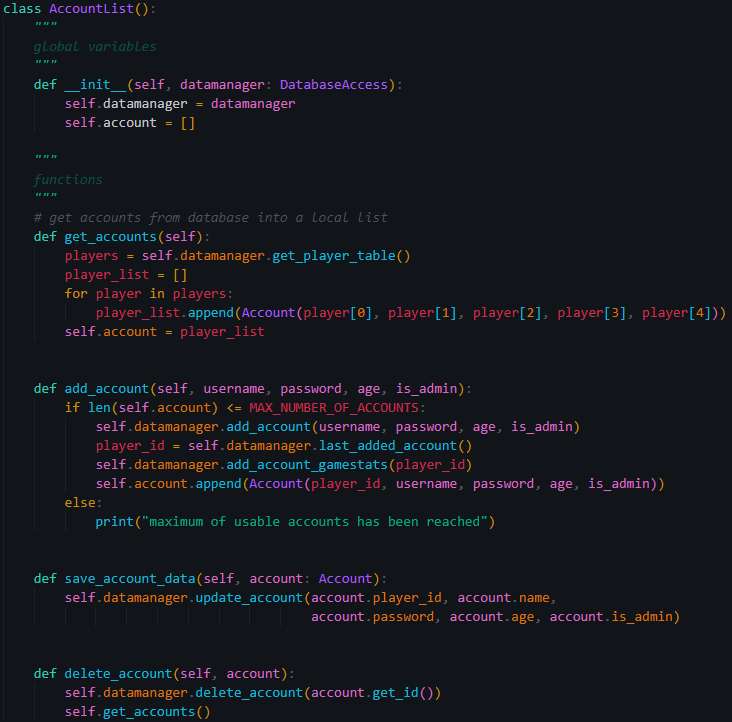 class AccountList():
    """
    global variables
    """
    def __init__(self, datamanager: DatabaseAccess):
        self.datamanager = datamanager
        self.account = []

    """
    functions
    """
    # get accounts from database into a local list
    def get_accounts(self):
        players = self.datamanager.get_player_table()
        player_list = []
        for player in players:
            player_list.append(Account(player[0], player[1], player[2], player[3], player[4]))
        self.account = player_list


    def add_account(self, username, password, age, is_admin):
        if len(self.account) <= MAX_NUMBER_OF_ACCOUNTS:
            self.datamanager.add_account(username, password, age, is_admin)
            player_id = self.datamanager.last_added_account()
            self.datamanager.add_account_gamestats(player_id)
            self.account.append(Account(player_id, username, password, age, is_admin))
        else:
            print("maximum of usable accounts has been reached")


    def save_account_data(self, account: Account):
        self.datamanager.update_account(account.player_id, account.name,
                                        account.password, account.age, account.is_admin)


    def delete_account(self, account):
        self.datamanager.delete_account(account.get_id())
        self.get_accounts()